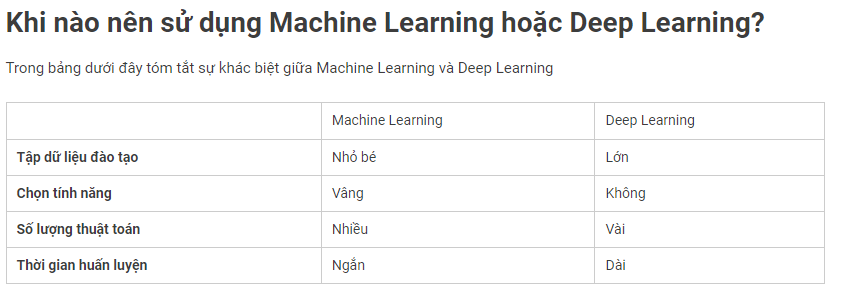 Khi nào nên sử dụng Machine Learning hoặc Deep Learning?
Trong bảng dưới đây tóm tắt sự khác biệt giữa Machine Learning và Deep Learning
Machine Learning Deep Learning
Tập dữ liệu đào tạo Nhỏ bé Lớn
Chọn tính năng Vâng Không
Số lượng thuật toán Nhiều Vài
Thời gian huấn luyện Ngắn Dài